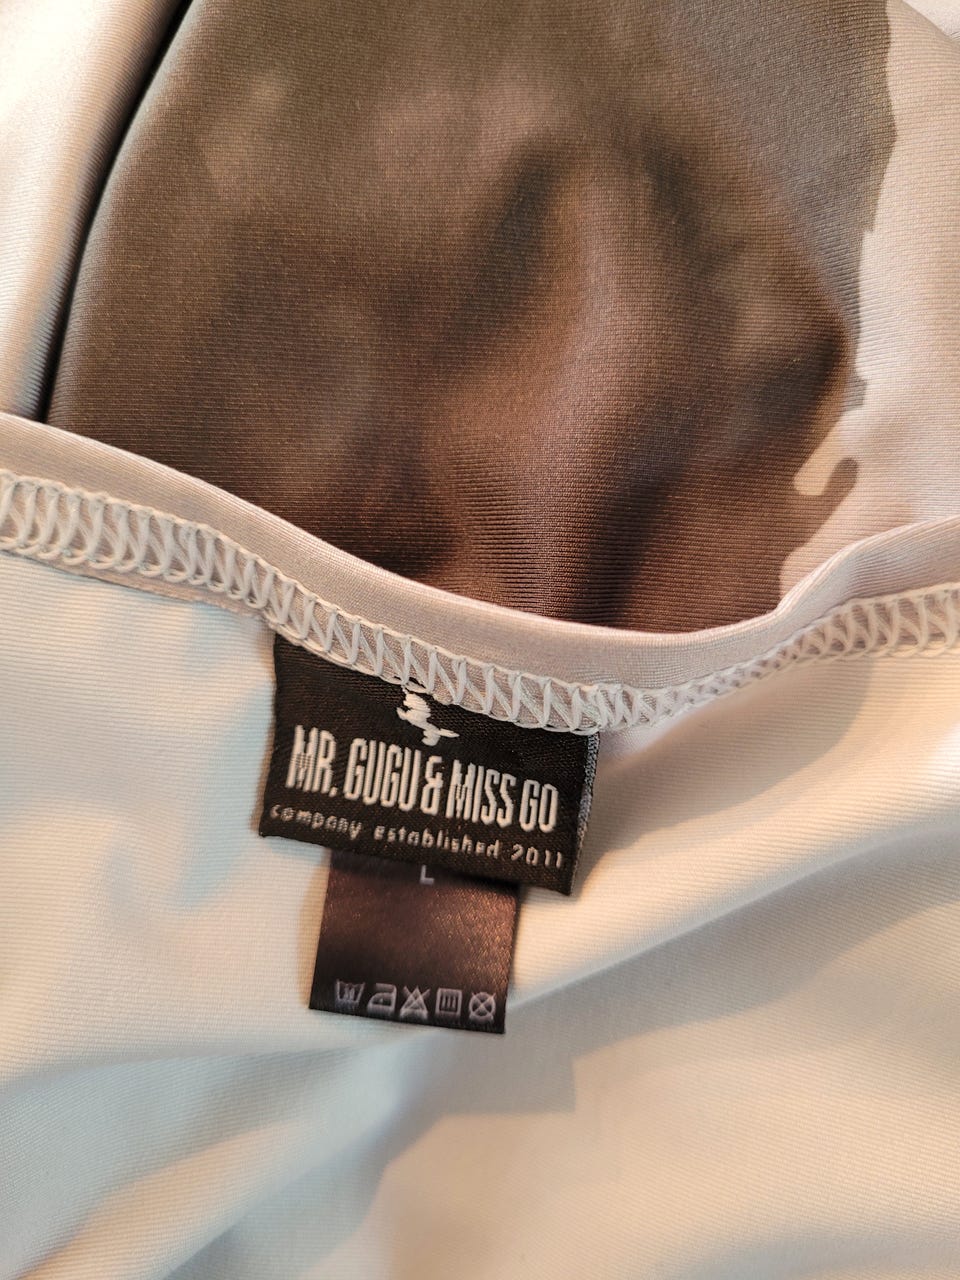 MR. GUGU & MISS GO
company established 2011
L